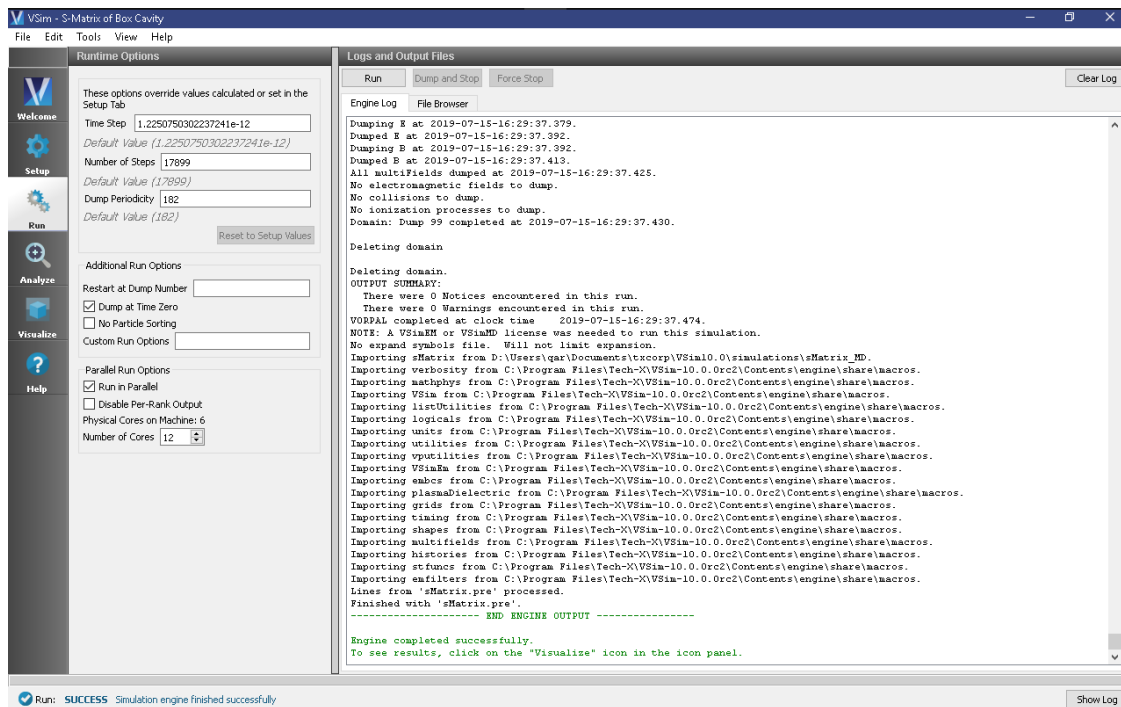 VSim - S-Matrix of Box Cavity
File Edit Tools View Help
Runtime Options
These options override values calculated or set in the
Setup Tab
Time Step 1.2250750302237241e-12
Default Value (1.2250750302237241e-12)
Number of Steps 17899
Default Value (17899)
Dump Periodicity 182
Default Value (182)
Reset to Setup Values
Additional Run Options
Restart at Dump Number
Dump at Time Zero
No Particle Sorting
Custom Run Options
Parallel Run Options
Run in Parallel
Disable Per-Rank Output
Physical Cores on Machine: 6
Number of Cores 12
Welcome
Setup
Run
Analyze
Visualize
Help
Logs and Output Files
Run Dump and Stop Force Stop Clear Log
Engine Log File Browser
Dumping E at 2019-07-15-16:29:37.379.
Dumped E at 2019-07-15-16:29:37.392.
Dumping B at 2019-07-15-16:29:37.392.
Dumped B at 2019-07-15-16:29:37.413.
All multiFields dumped at 2019-07-15-16:29:37.425.
No electromagnetic fields to dump.
No collisions to dump.
No ionization processes to dump.
Domain: Dump 99 completed at 2019-07-15-16:29:37.430.
Deleting domain
Deleting domain.
OUTPUT SUMMARY:
There were 0 Notices encountered in this run.
There were 0 Warnings encountered in this run.
VORPAL completed at clock time 2019-07-15-16:29:37.474.
NOTE: A VSimEM or VSimMD license was needed to run this simulation.
No expand symbols file. Will not limit expansion.
Importing sMatrix from D:\Users\qar\Documents\txcorp\VSim10.0\simulations\sMatrix_MD.
Importing verbosity from C:\Program Files\Tech-X\VSim-10.0.0rc2\Contents\engine\share\macros.
Importing mathphys from C:\Program Files\Tech-X\VSim-10.0.0rc2\Contents\engine\share\macros.
Importing VSim from C:\Program Files\Tech-X\VSim-10.0.0rc2\Contents\engine\share\macros.
Importing listUtilities from C:\Program Files\Tech-X\VSim-10.0.0rc2\Contents\engine\share\macros.
Importing logicals from C:\Program Files\Tech-X\VSim-10.0.0rc2\Contents\engine\share\macros.
Importing units from C:\Program Files\Tech-X\VSim-10.0.0rc2\Contents\engine\share\macros.
Importing utilities from C:\Program Files\Tech-X\VSim-10.0.0rc2\Contents\engine\share\macros.
Importing vputilities from C:\Program Files\Tech-X\VSim-10.0.0rc2\Contents\engine\share\macros.
Importing VSimEm from C:\Program Files\Tech-X\VSim-10.0.0rc2\Contents\engine\share\macros.
Importing embcs from C:\Program Files\Tech-X\VSim-10.0.0rc2\Contents\engine\share\macros.
Importing plasmaDielectric from C:\Program Files\Tech-X\VSim-10.0.0rc2\Contents\engine\share\macros.
Importing grids from C:\Program Files\Tech-X\VSim-10.0.0rc2\Contents\engine\share\macros.
Importing timing from C:\Program Files\Tech-X\VSim-10.0.0rc2\Contents\engine\share\macros.
Importing shapes from C:\Program Files\Tech-X\VSim-10.0.0rc2\Contents\engine\share\macros.
Importing multifields from C:\Program Files\Tech-X\VSim-10.0.0rc2\Contents\engine\share\macros.
Importing histories from C:\Program Files\Tech-X\VSim-10.0.0rc2\Contents\engine\share\macros.
Importing stfuncs from C:\Program Files\Tech-X\VSim-10.0.0rc2\Contents\engine\share\macros.
Importing emfilters from C:\Program Files\Tech-X\VSim-10.0.0rc2\Contents\engine\share\macros.
Lines from 'sMatrix.pre' processed.
Finished with 'sMatrix.pre'.
--------------------- END ENGINE OUTPUT ----------------
Engine completed successfully.
To see results, click on the "Visualize" icon in the icon panel.
Run: SUCCESS Simulation engine finished successfully
Show Log